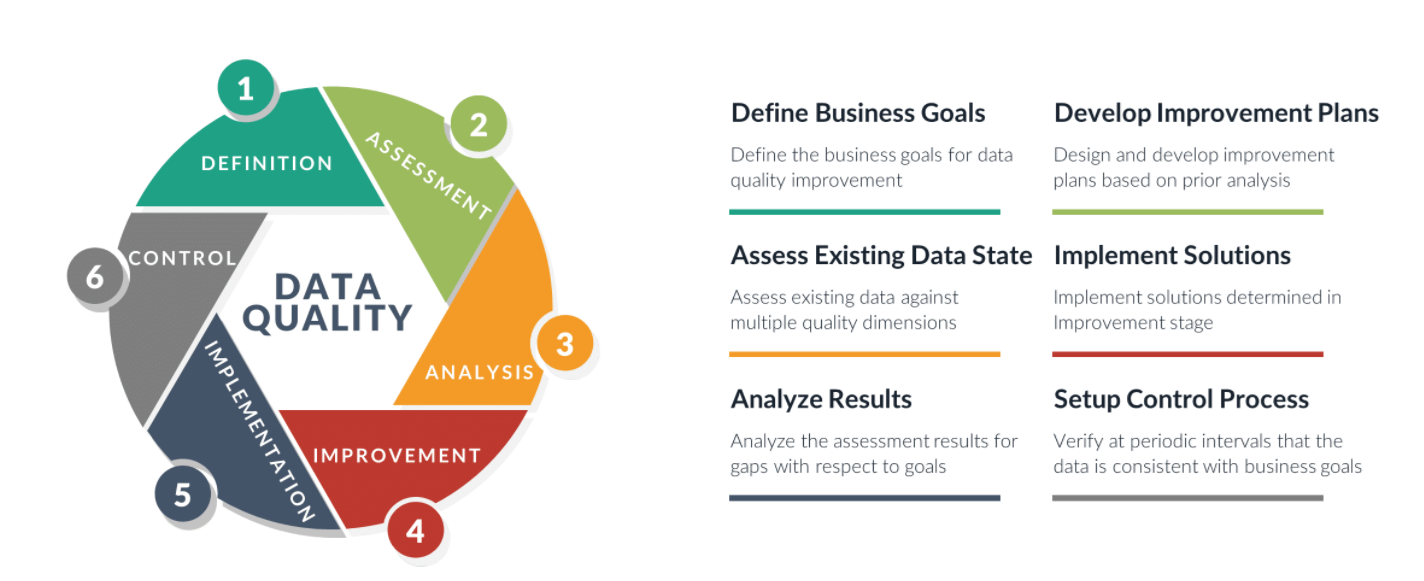 1
DEFINITION
2
ASSESSMENT
3
ANALYSIS
4
IMPROVEMENT
5
IMPLEMENTATION
6
CONTROL
DATA
QUALITY
Define Business Goals
Define the business goals for data
quality improvement
Assess Existing Data State
Assess existing data against
multiple quality dimensions
Analyze Results
Analyze the assessment results for
gaps with respect to goals
Develop Improvement Plans
Design and develop improvement
plans based on prior analysis
Implement Solutions
Implement solutions determined in
Improvement stage
Setup Control Process
Verify at periodic intervals that the
data is consistent with business goals